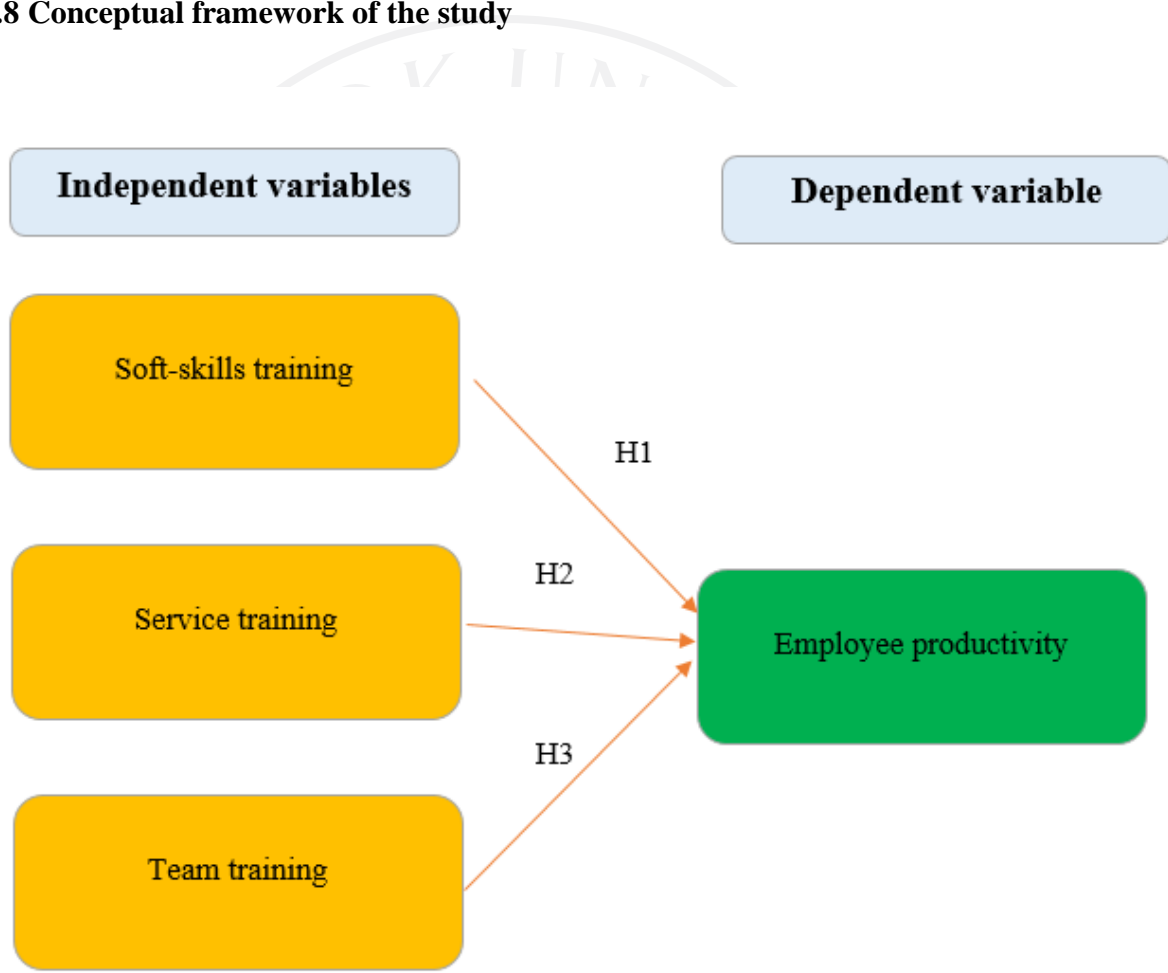 .8 Conceptual framework of the study
Independent variables
Dependent variable
Soft-skills training
H1
H2
Service training
Employee productivity
H3
Team training